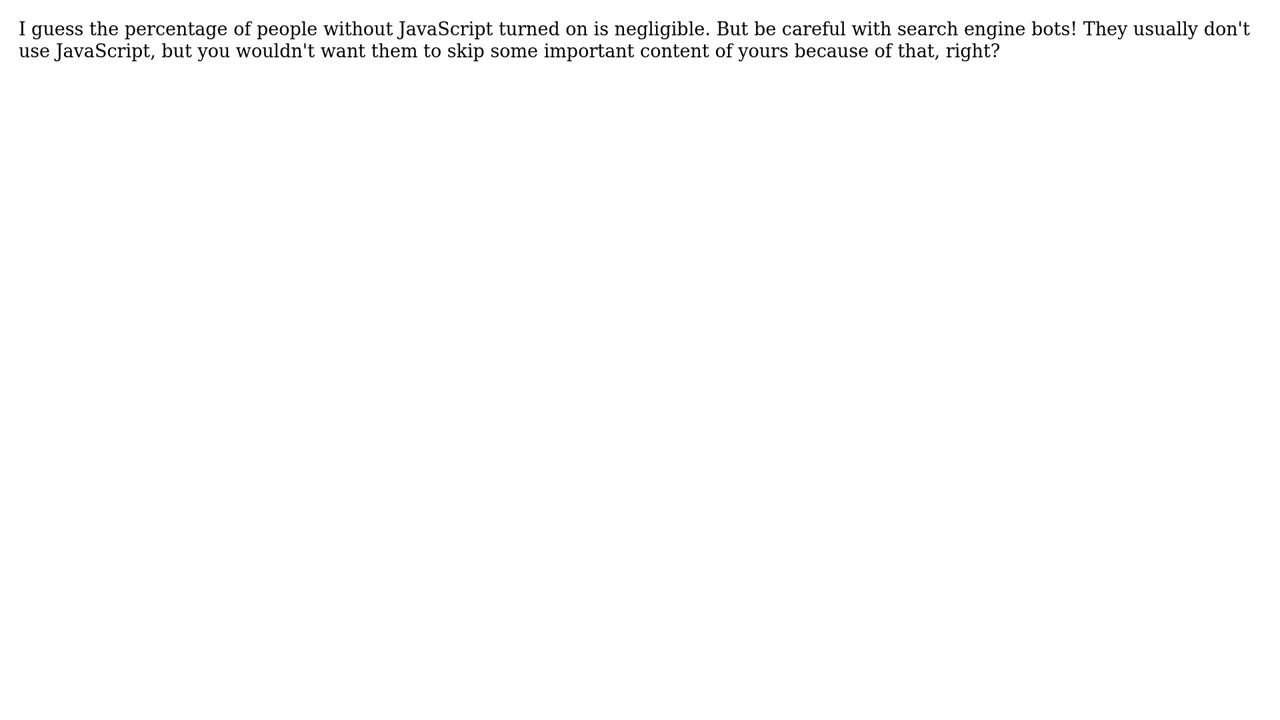 I guess the percentage of people without JavaScript turned on is negligible. But be careful with search engine bots! They usually don't
use JavaScript, but you wouldn't want them to skip some important content of yours because of that, right?